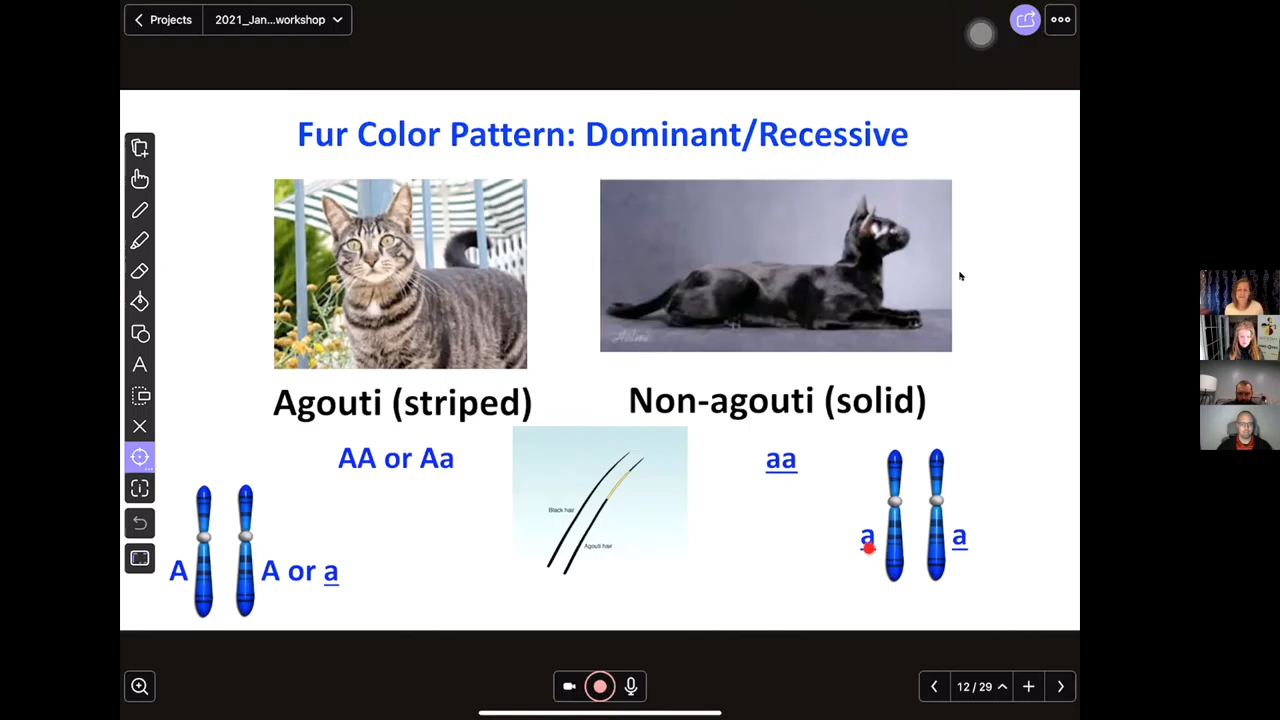 Projects
2021_Jan...workshop
Fur Color Pattern: Dominant/Recessive
Agouti (striped)
Non-agouti (solid)
AA or Aa
aa
Black hair
Agouti hair
A
A or a
a
a
A
12 / 29